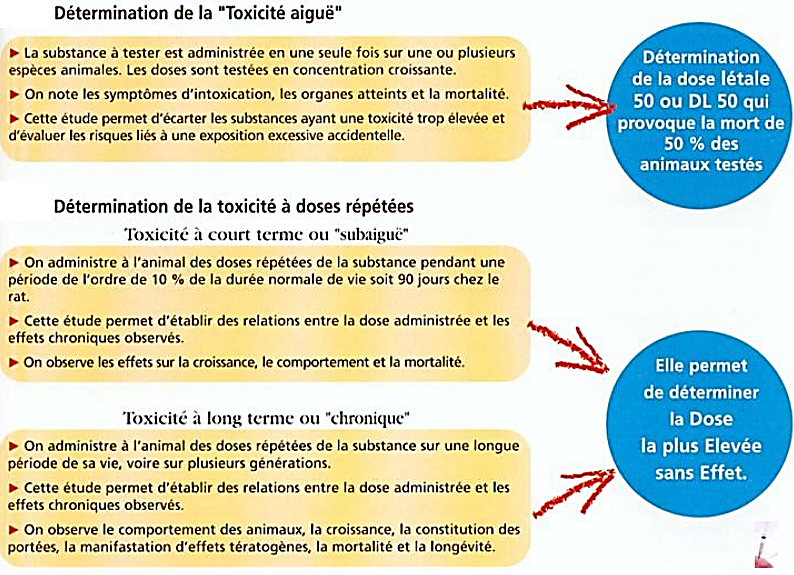 Détermination de la "Toxicité aiguë"
► La substance à tester est administrée en une seule fois sur une ou plusieurs
espèces animales. Les doses sont testées en concentration croissante.
► On note les symptômes d'intoxication, les organes atteints et la mortalité.
► Cette étude permet d'écarter les substances ayant une toxicité trop élevée et
d'évaluer les risques liés à une exposition excessive accidentelle.
Détermination
de la dose létale
50 ou DL 50 qui
provoque la mort de
50 % des
animaux testés
Détermination de la toxicité à doses répétées
Toxicité à court terme ou "subaiguë"
► On administre à l'animal des doses répétées de la substance pendant une
période de l'ordre de 10 % de la durée normale de vie soit 90 jours chez le
rat.
► Cette étude permet d'établir des relations entre la dose administrée et les
effets chroniques observés.
► On observe les effets sur la croissance, le comportement et la mortalité.
Toxicité à long terme ou "chronique"
► On administre à l'animal des doses répétées de la substance sur une longue
période de sa vie, voire sur plusieurs générations.
► Cette étude permet d'établir des relations entre la dose administrée et les
effets chroniques observés.
► On observe le comportement des animaux, la croissance, la constitution des
portées, la manifastation d'effets tératogènes, la mortalité et la longévité.
Elle permet
de déterminer
la Dose
la plus Elevée
sans Effet.